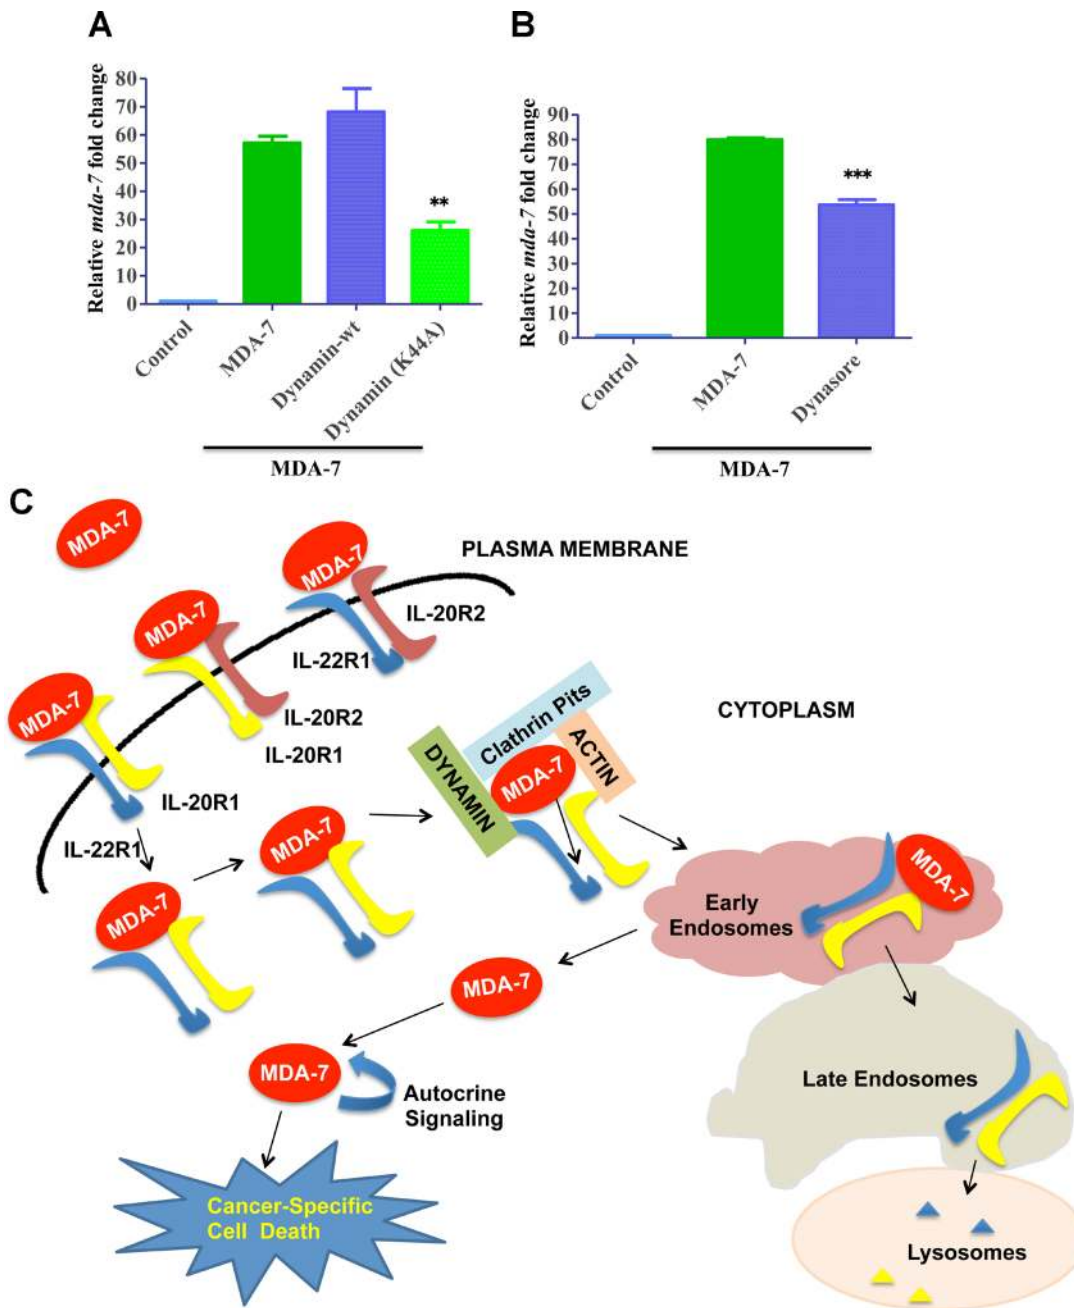 A
Relative mda-7 fold change
80
70
60
50
40
30
20
10
0
**
Control
MDA-7
Dynamin-wt
Dynamin (K44A)
MDA-7
B
Relative mda-7 fold change
90
80
70
60
50
40
30
20
10
0
***
Control
MDA-7
Dynasore
MDA-7
C
MDA-7
MDA-7
PLASMA MEMBRANE
IL-20R2
IL-22R1
MDA-7
IL-20R2
IL-20R1
MDA-7
IL-20R1
IL-22R1
CYTOPLASM
Clathrin Pits
DYNAMIN
ACTIN
MDA-7
MDA-7
MDA-7
Early
Endosomes
MDA-7
MDA-7
MDA-7
Autocrine
Signaling
Late Endosomes
Cancer-Specific
Cell Death
Lysosomes